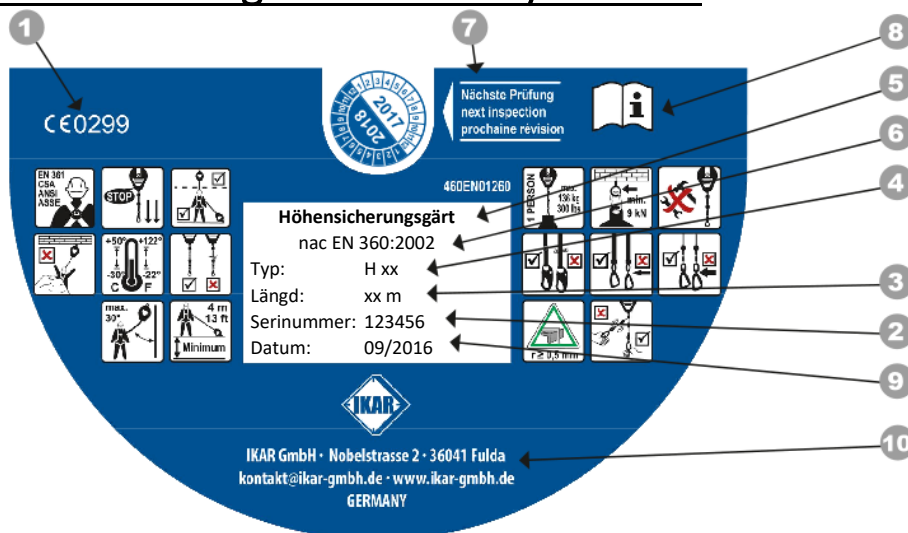 1
7
8
5
6
4
3
2
9
10
CE0299
2017
2018
Nächste Prüfung
next inspection
prochaine révision
i
460EN01260
EN 361
CSA
ANSI
ASSE
STOP
+50° +122°
-30° -22°
C F
max.
30°
4 m
13 ft
Minimum
Höhensicherungsgärt
nac EN 360:2002
Typ: H xx
Längd: xx m
Serinummer: 123456
Datum: 09/2016
1 PERSON
max.
136 kg
300 lbs
min.
9 kN
r ≥ 0,5 mm
IKAR
IKAR GmbH · Nobelstrasse 2 · 36041 Fulda
kontakt@ikar-gmbh.de · www.ikar-gmbh.de
GERMANY